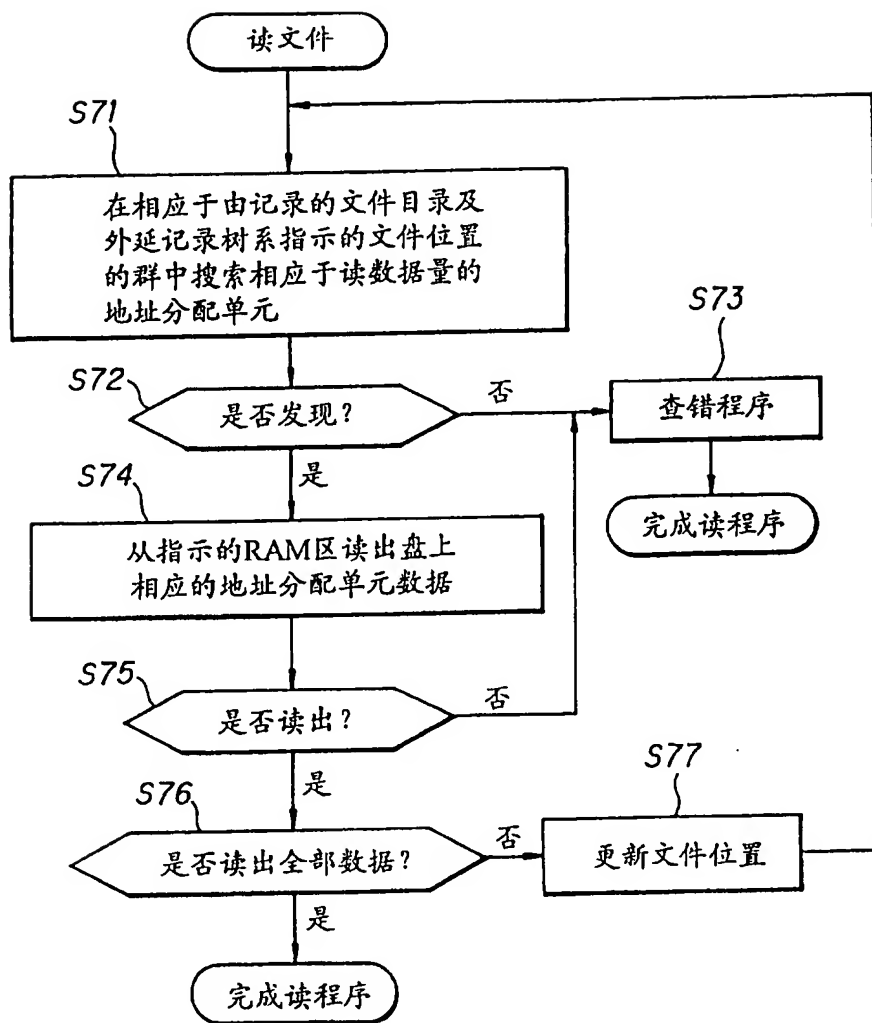 读文件
S71
在相应于由记录的文件目录及
外延记录树系指示的文件位置
的群中搜索相应于读数据量的
地址分配单元
S72
是否发现?
否
是
S73
查错程序
完成读程序
S74
从指示的RAM区读出盘上
相应的地址分配单元数据
S75
是否读出?
否
是
S76
是否读出全部数据?
否
是
S77
更新文件位置
完成读程序